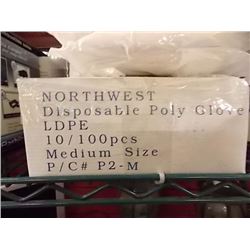 NORTHWEST
Disposable Poly Glove
LDPE
10/100pcs
Medium Size
P/C# P2-M